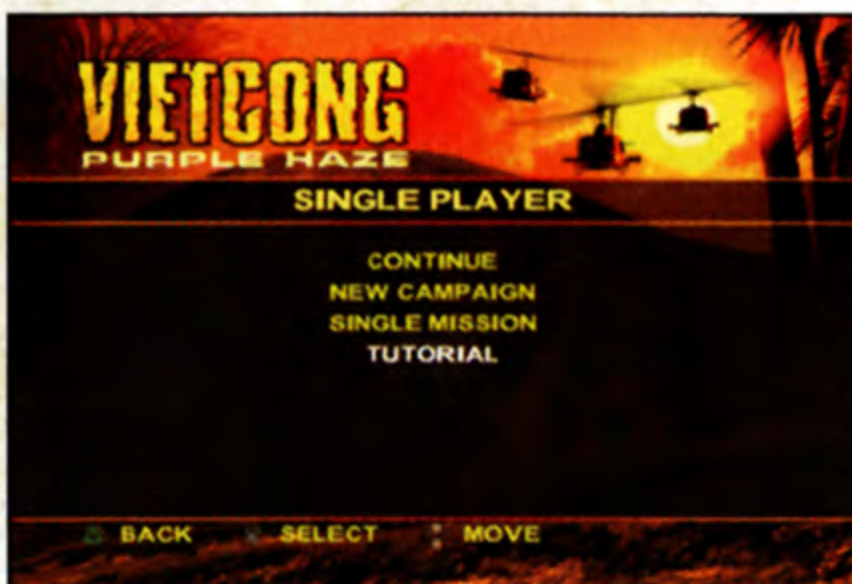 VIETCONG
PURPLE HAZE
SINGLE PLAYER
CONTINUE
NEW CAMPAIGN
SINGLE MISSION
TUTORIAL
BACK SELECT MOVE